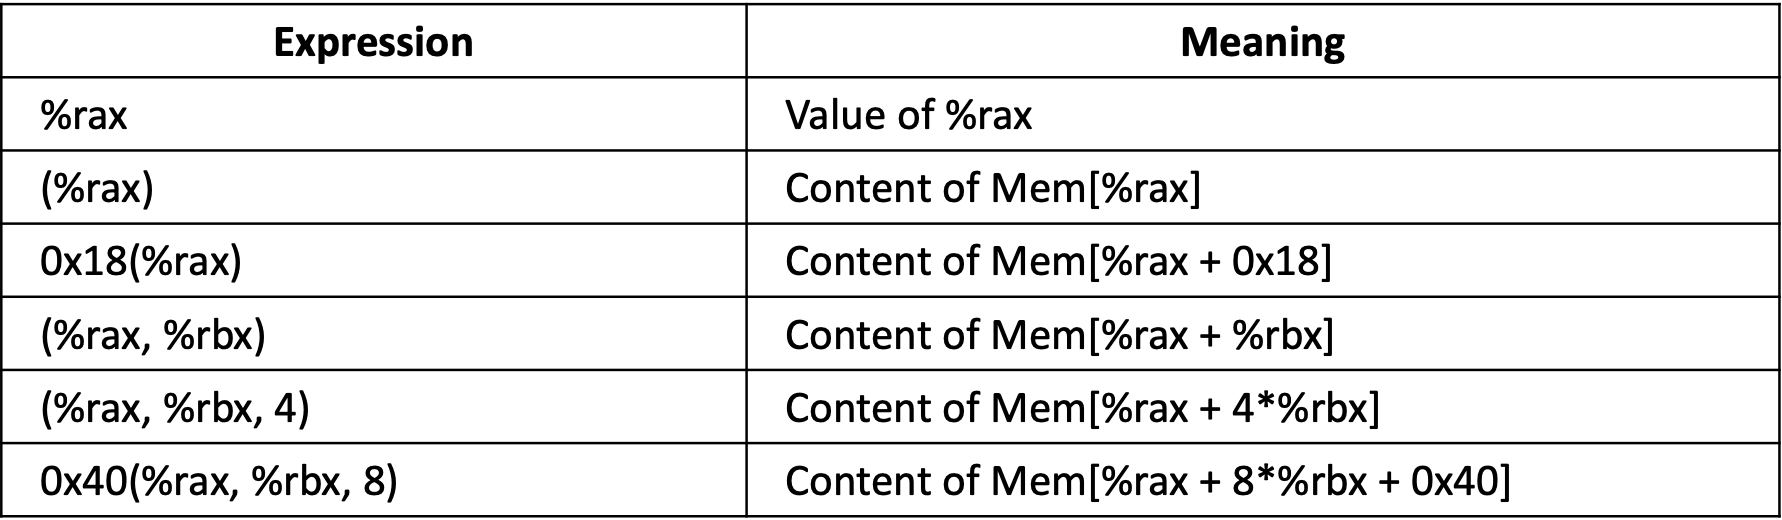 Expression Meaning
%rax Value of %rax
(%rax) Content of Mem[%rax]
0x18(%rax) Content of Mem[%rax + 0x18]
(%rax, %rbx) Content of Mem[%rax + %rbx]
(%rax, %rbx, 4) Content of Mem[%rax + 4*%rbx]
0x40(%rax, %rbx, 8) Content of Mem[%rax + 8*%rbx + 0x40]